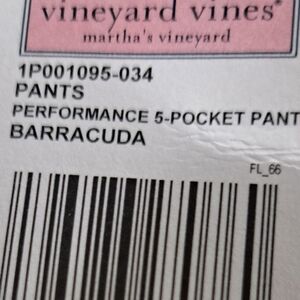 vineyard vines®
martha's vineyard
1P001095-034
PANTS
PERFORMANCE 5-POCKET PANT
BARRACUDA
FL_66